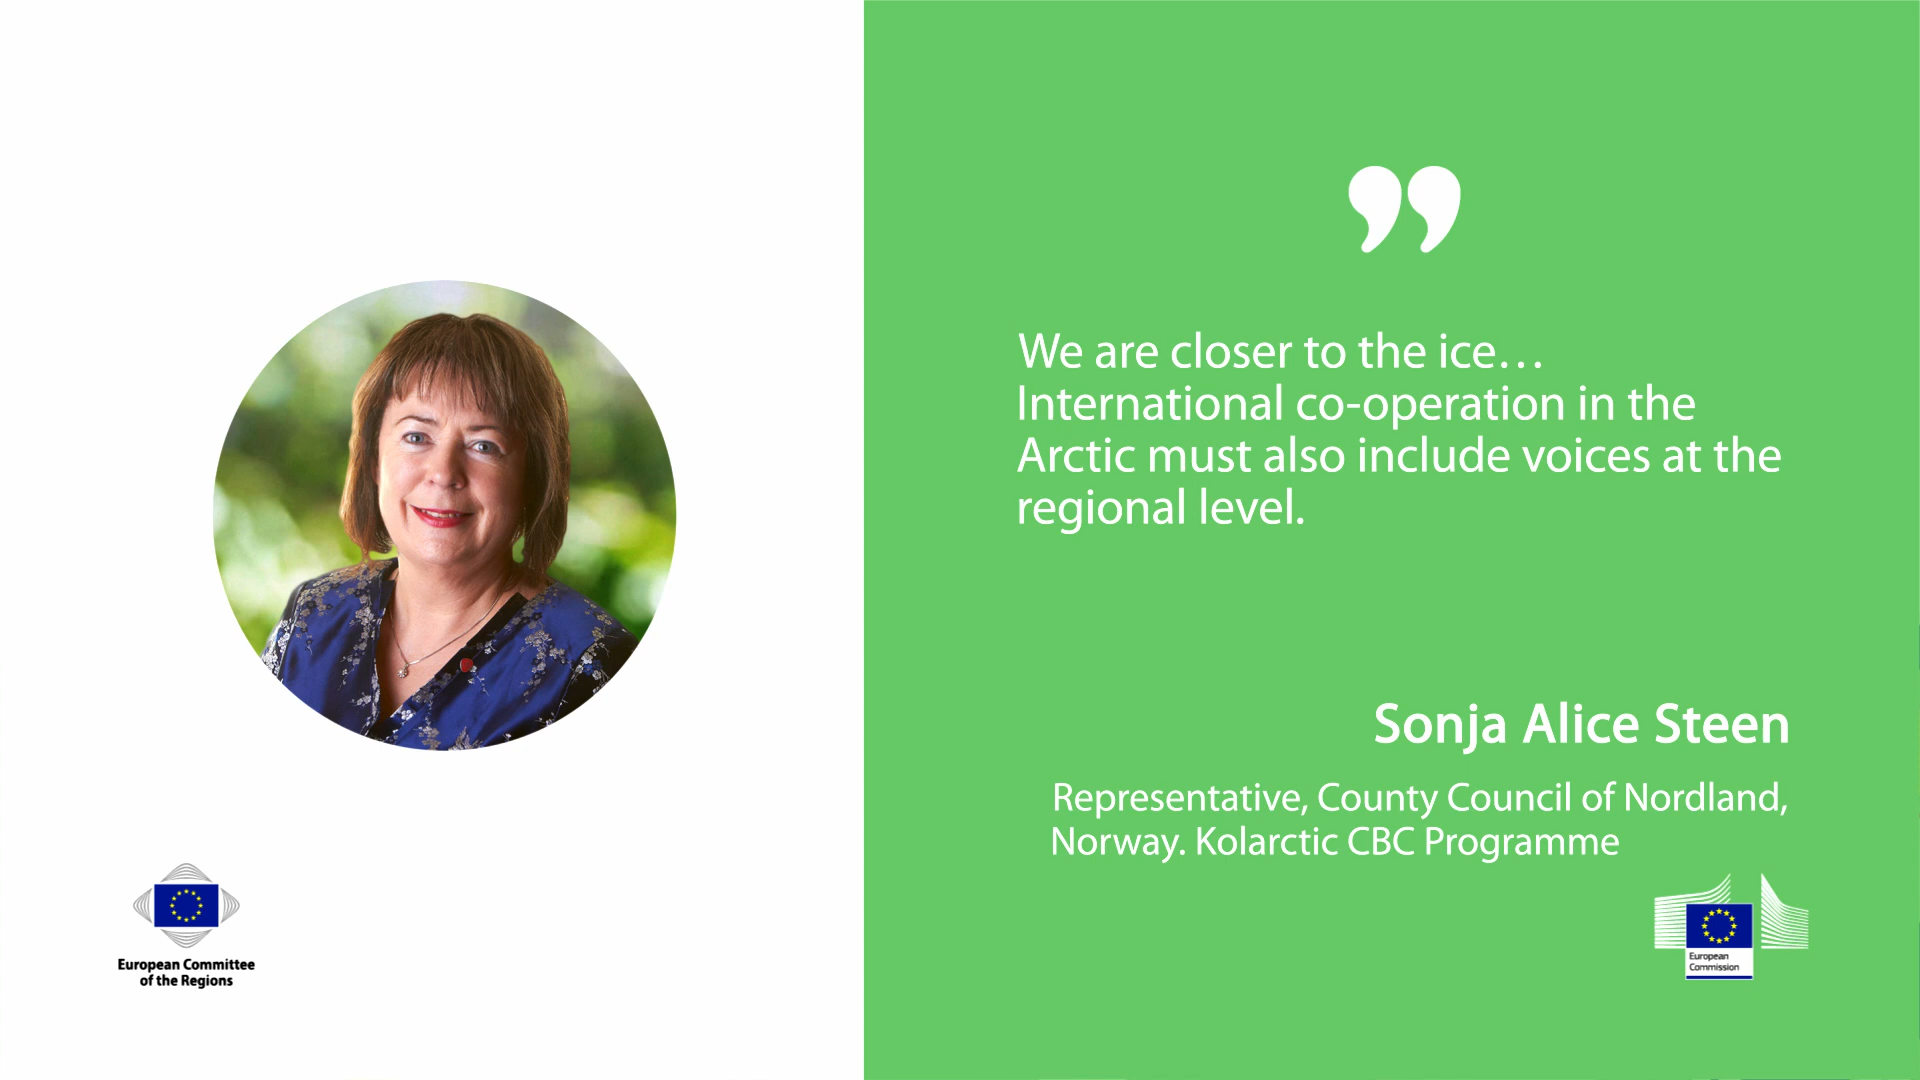 ”
We are closer to the ice…
International co-operation in the
Arctic must also include voices at the
regional level.
Sonja Alice Steen
Representative, County Council of Nordland,
Norway. Kolarctic CBC Programme
European Committee
of the Regions
European
Commission